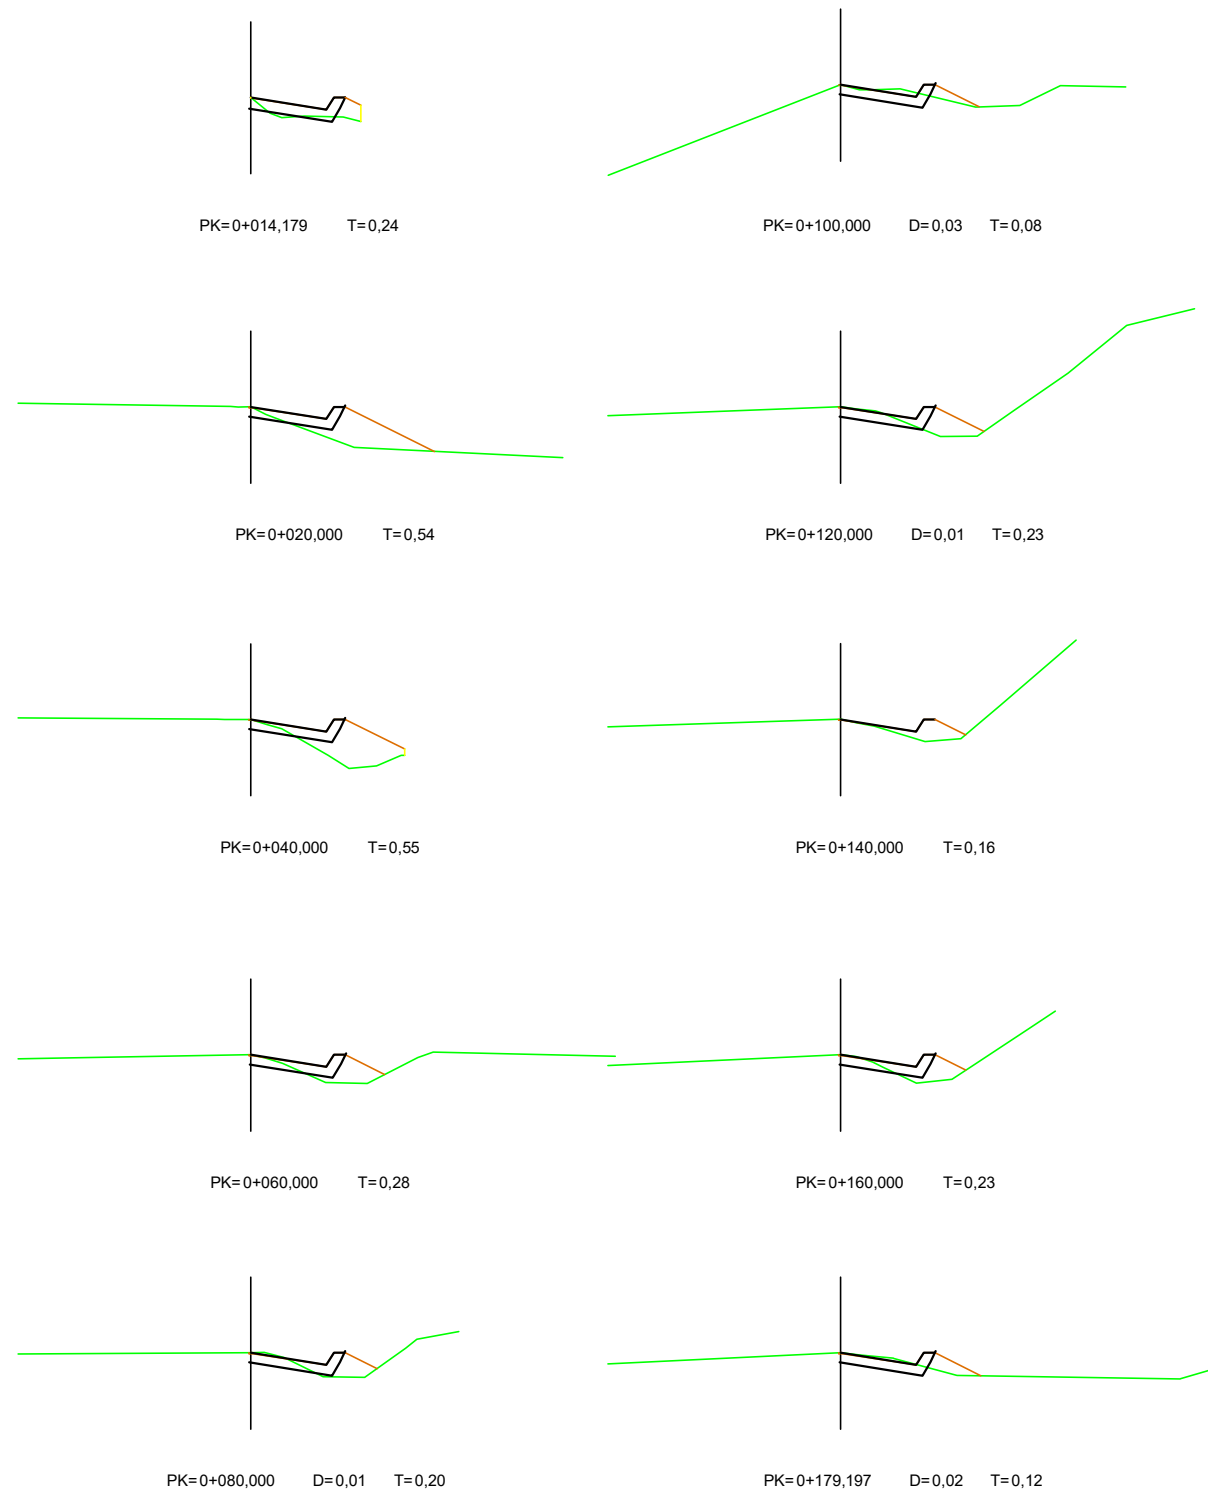 PK=0+014,179 T=0,24
PK=0+100,000 D=0,03 T=0,08
PK=0+020,000 T=0,54
PK=0+120,000 D=0,01 T=0,23
PK=0+040,000 T=0,55
PK=0+140,000 T=0,16
PK=0+060,000 T=0,28
PK=0+160,000 T=0,23
PK=0+080,000 D=0,01 T=0,20
PK=0+179,197 D=0,02 T=0,12